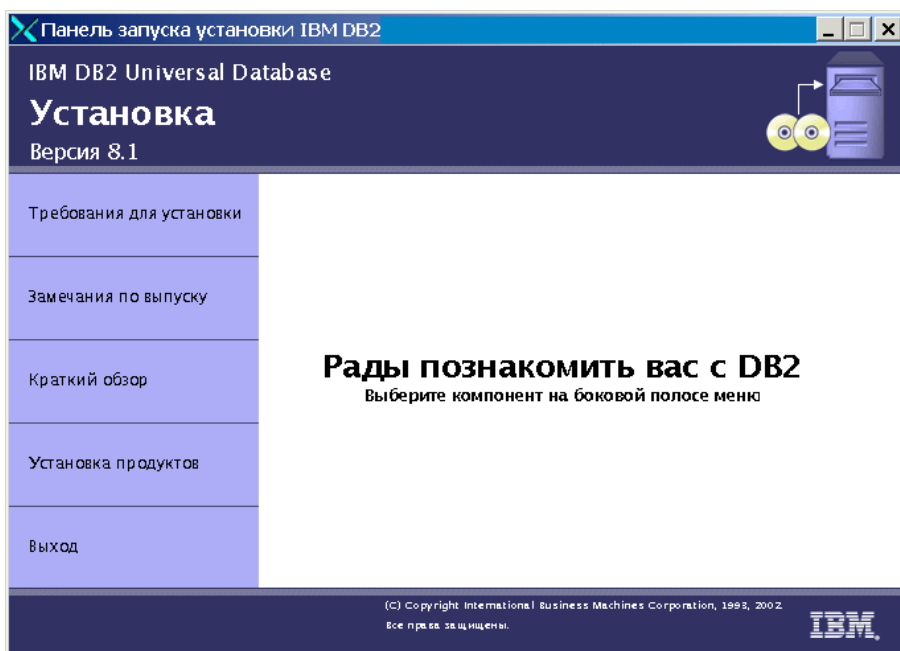 Панель запуска установки IBM DB2
IBM DB2 Universal Database
Установка
Версия 8.1
Требования для установки
Замечания по выпуску
Краткий обзор
Установка продуктов
Выход
Рады познакомить вас с DB2
Выберите компонент на боковой полосе меню
(C) Copyright International Business Machines Corporation, 1993, 2002.
Все права защищены.
IBM